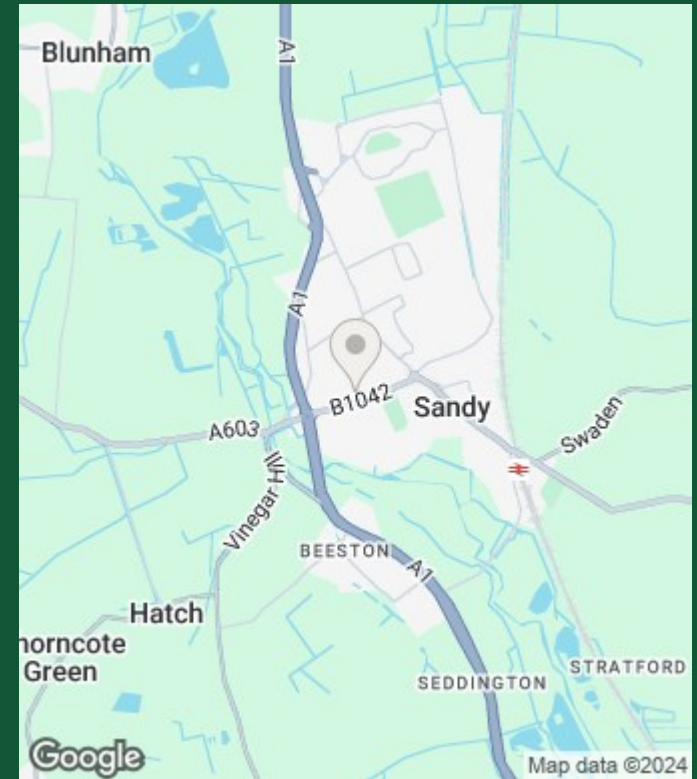 Blunham
A1
A1
B1042
Sandy
A603
Swaden
Vinegar Hill
BEESTON
A1
Hatch
horncote
Green
STRATFORD
SEDDINGTON
Google
Map data ©2024